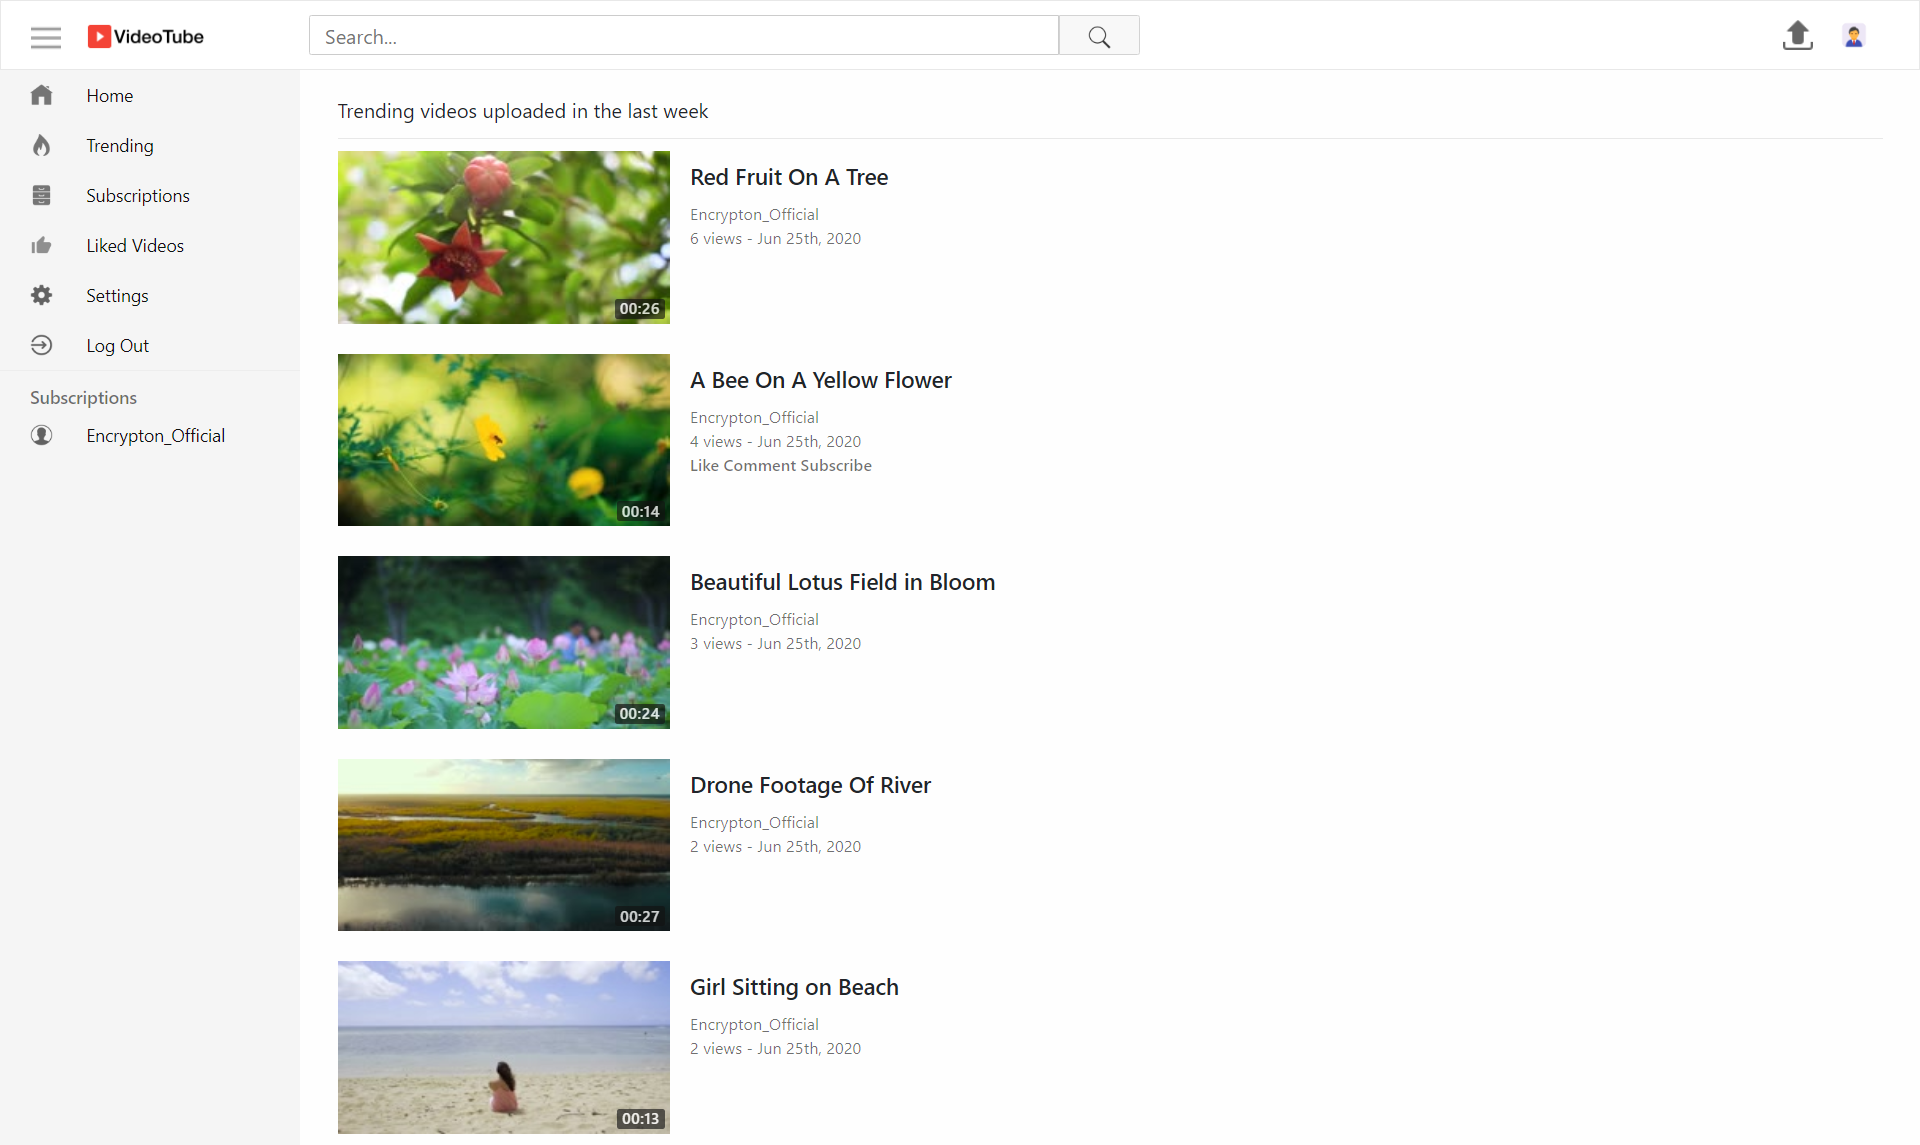 VideoTube
Search...
Home
Trending
Subscriptions
Liked Videos
Settings
Log Out
Subscriptions
Encrypton_Official
Trending videos uploaded in the last week
00:26
Red Fruit On A Tree
Encrypton_Official
6 views - Jun 25th, 2020
00:14
A Bee On A Yellow Flower
Encrypton_Official
4 views - Jun 25th, 2020
Like Comment Subscribe
00:24
Beautiful Lotus Field in Bloom
Encrypton_Official
3 views - Jun 25th, 2020
00:27
Drone Footage Of River
Encrypton_Official
2 views - Jun 25th, 2020
00:13
Girl Sitting on Beach
Encrypton_Official
2 views - Jun 25th, 2020